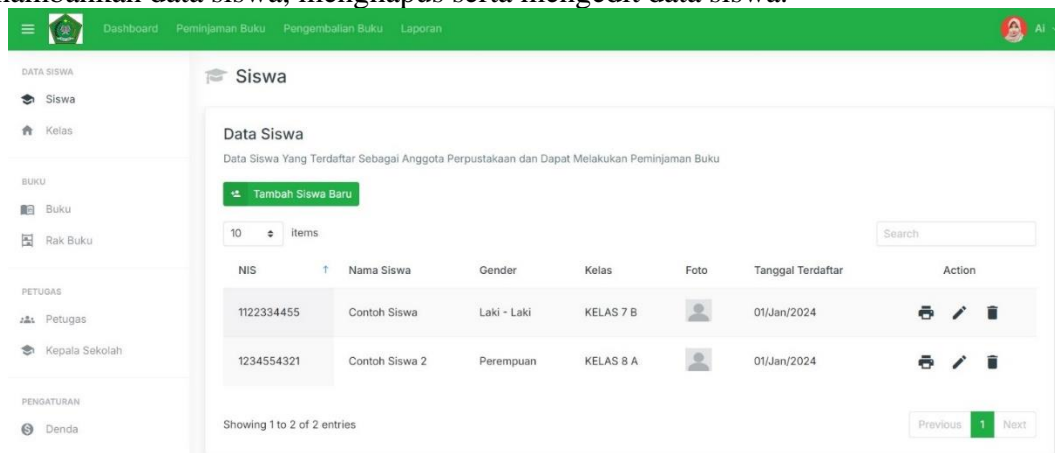 menghapus serta mengedit data siswa.
Dashboard Peminjaman Buku Pengembalian Buku Laporan Ai
DATA SISWA
Siswa
Kelas
BUKU
Buku
Rak Buku
PETUGAS
Petugas
Kepala Sekolah
PENGATURAN
Denda
Siswa
Data Siswa
Data Siswa Yang Terdaftar Sebagai Anggota Perpustakaan dan Dapat Melakukan Peminjaman Buku
Tambah Siswa Baru
10 items
Search
NIS Nama Siswa Gender Kelas Foto Tanggal Terdaftar Action
1122334455 Contoh Siswa Laki - Laki KELAS 7 B 01/Jan/2024
1234554321 Contoh Siswa 2 Perempuan KELAS 8 A 01/Jan/2024
Showing 1 to 2 of 2 entries
Previous 1 Next